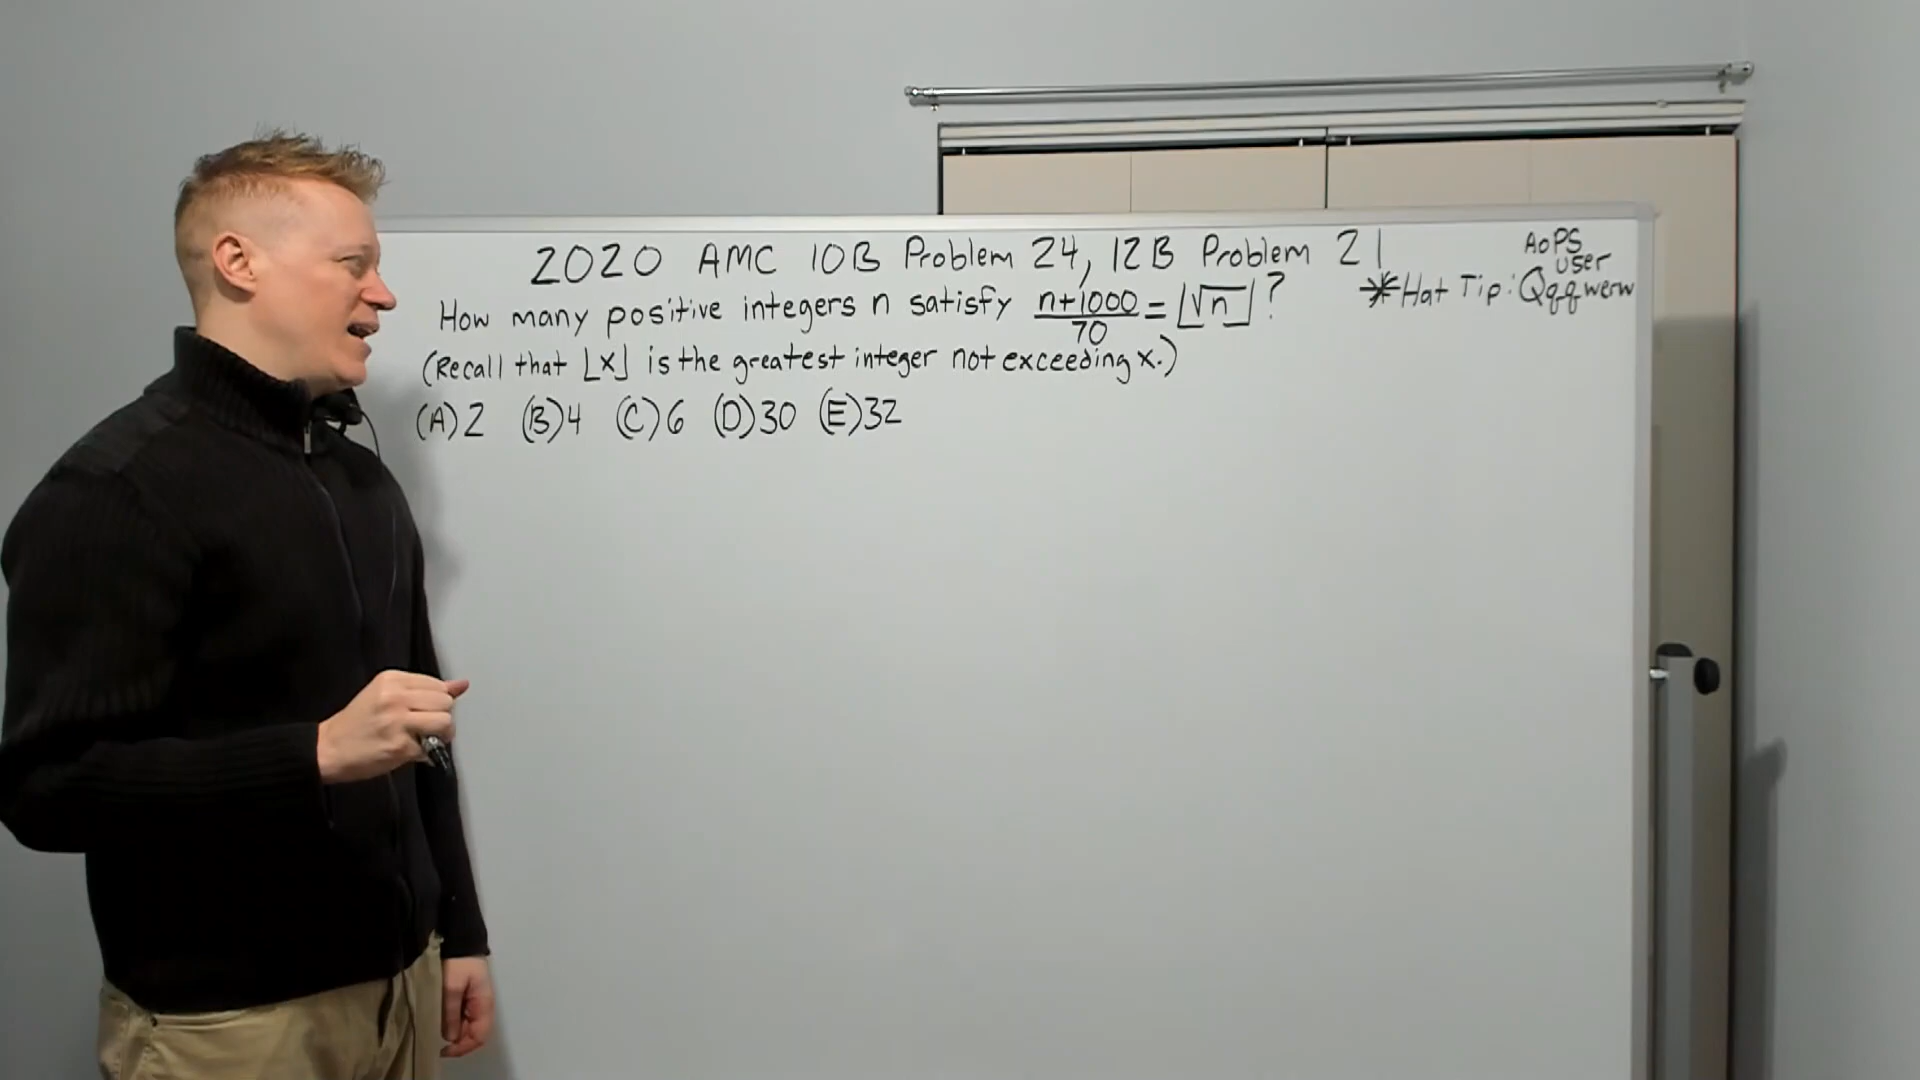 2020 AMC 10B Problem 24, 12B Problem 21
AoPS
user
*Hat Tip: Qqqwerw
How many positive integers n satisfy (n+1000)/70 = ⌊√n⌋?
(Recall that ⌊x⌋ is the greatest integer not exceeding x.)
(A) 2 (B) 4 (C) 6 (D) 30 (E) 32